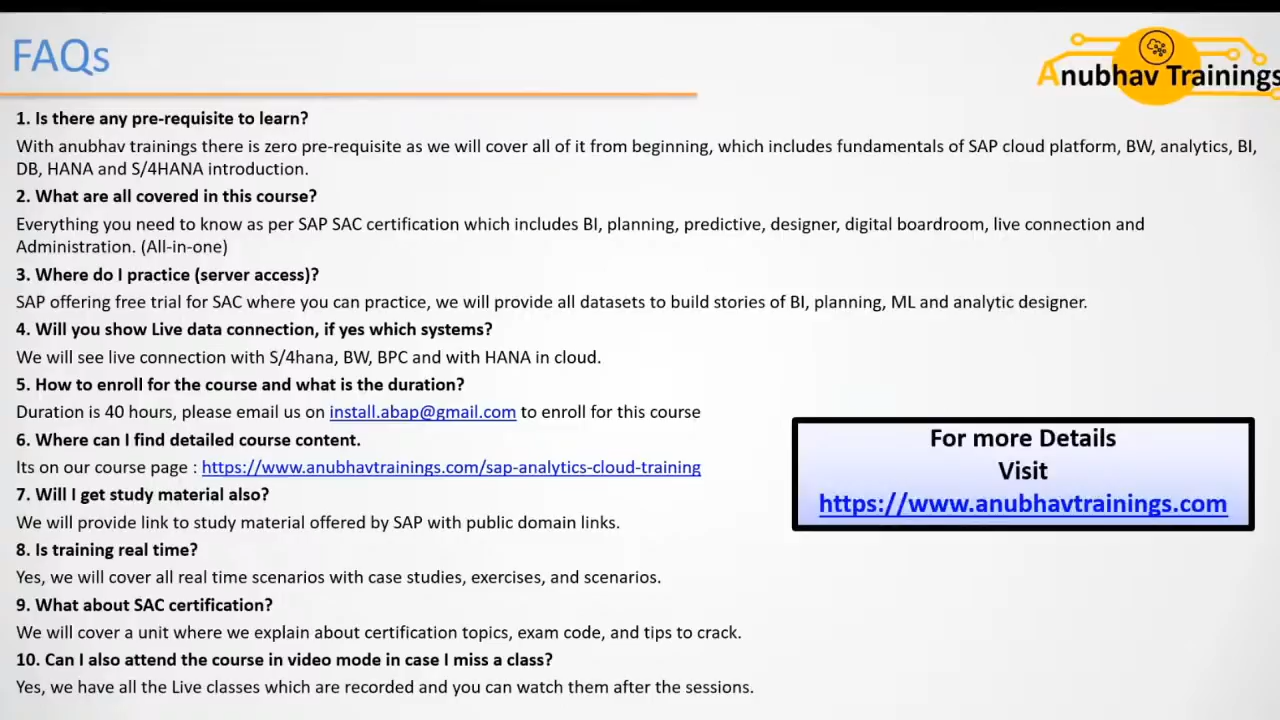 FAQs
Anubhav Trainings
1. Is there any pre-requisite to learn?
With anubhav trainings there is zero pre-requisite as we will cover all of it from beginning, which includes fundamentals of SAP cloud platform, BW, analytics, BI,
DB, HANA and S/4HANA introduction.
2. What are all covered in this course?
Everything you need to know as per SAP SAC certification which includes BI, planning, predictive, designer, digital boardroom, live connection and
Administration. (All-in-one)
3. Where do I practice (server access)?
SAP offering free trial for SAC where you can practice, we will provide all datasets to build stories of BI, planning, ML and analytic designer.
4. Will you show Live data connection, if yes which systems?
We will see live connection with S/4hana, BW, BPC and with HANA in cloud.
5. How to enroll for the course and what is the duration?
Duration is 40 hours, please email us on install.abap@gmail.com to enroll for this course
6. Where can I find detailed course content.
Its on our course page : https://www.anubhavtrainings.com/sap-analytics-cloud-training
7. Will I get study material also?
We will provide link to study material offered by SAP with public domain links.
8. Is training real time?
Yes, we will cover all real time scenarios with case studies, exercises, and scenarios.
9. What about SAC certification?
We will cover a unit where we explain about certification topics, exam code, and tips to crack.
10. Can I also attend the course in video mode in case I miss a class?
Yes, we have all the Live classes which are recorded and you can watch them after the sessions.
For more Details
Visit
https://www.anubhavtrainings.com